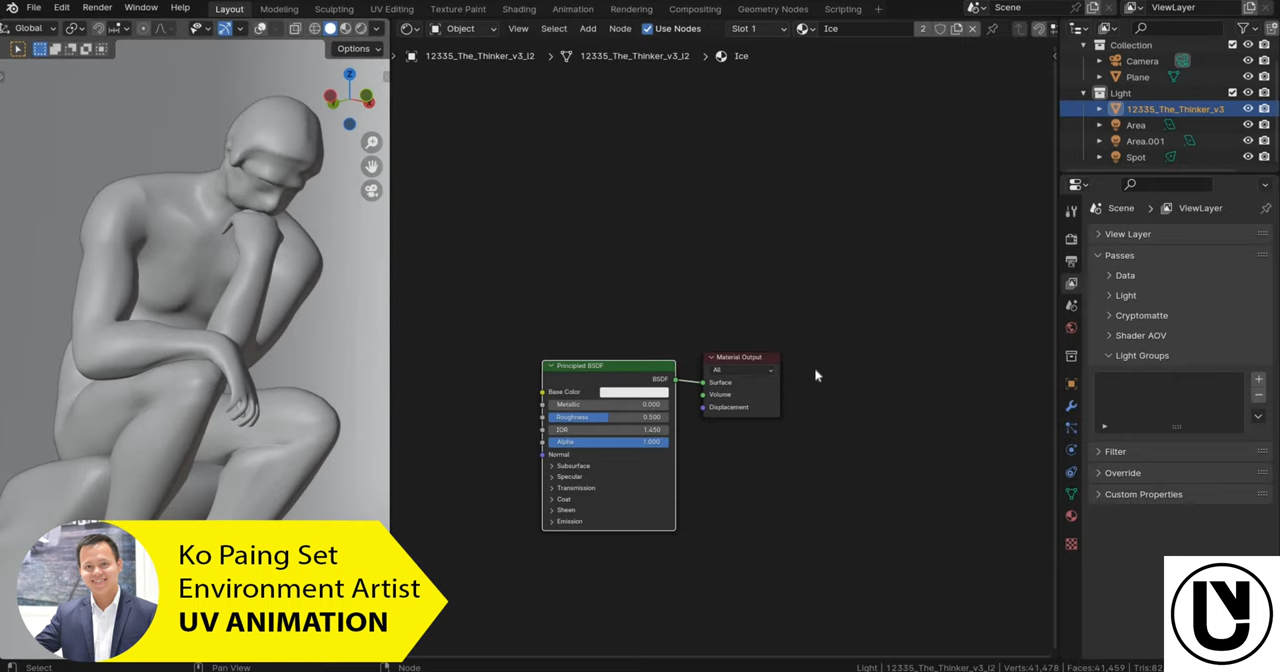 File Edit Render Window Help Layout Modeling Sculpting UV Editing Texture Paint Shading Animation Rendering Compositing Geometry Nodes Scripting + Scene ViewLayer
Global Object View Select Add Node Use Nodes Slot 1 Ice 2
Options
12335_The_Thinker_v3_l2 > 12335_The_Thinker_v3_l2 > Ice
Z
Y
X
Principled BSDF
BSDF
Base Color
Metallic 0.000
Roughness 0.500
IOR 1.450
Alpha 1.000
Normal
Subsurface
Specular
Transmission
Coat
Sheen
Emission
Material Output
All
Surface
Volume
Displacement
Collection
Camera
Plane
Light
12335_The_Thinker_v3
Area
Area.001
Spot
Scene > ViewLayer
View Layer
Passes
Data
Light
Cryptomatte
Shader AOV
Light Groups
Filter
Override
Custom Properties
Ko Paing Set
Environment Artist
UV ANIMATION
Select Pan View Node Light | 12335_The_Thinker_v3_l2 | Verts:41,478 | Faces:41,459 | Tris:82